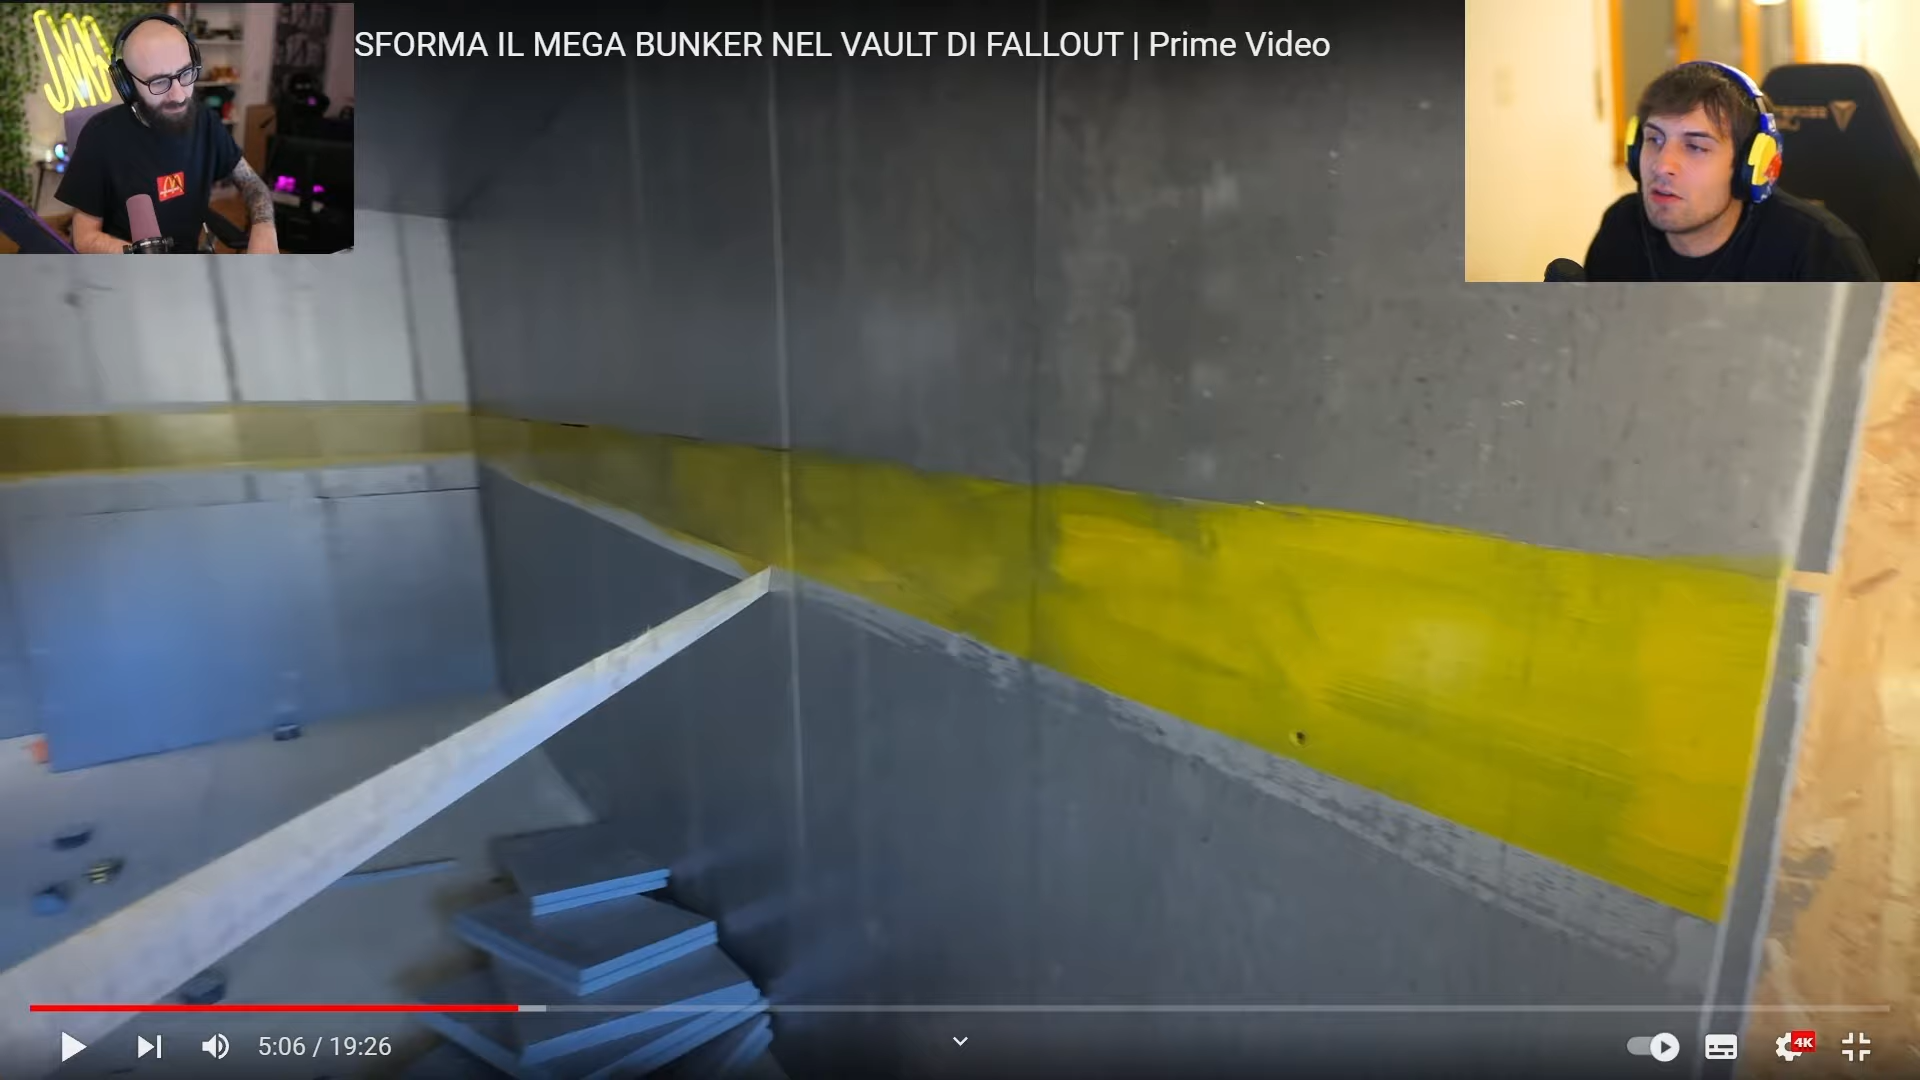 SFORMA IL MEGA BUNKER NEL VAULT DI FALLOUT | Prime Video
5:06 / 19:26
4K